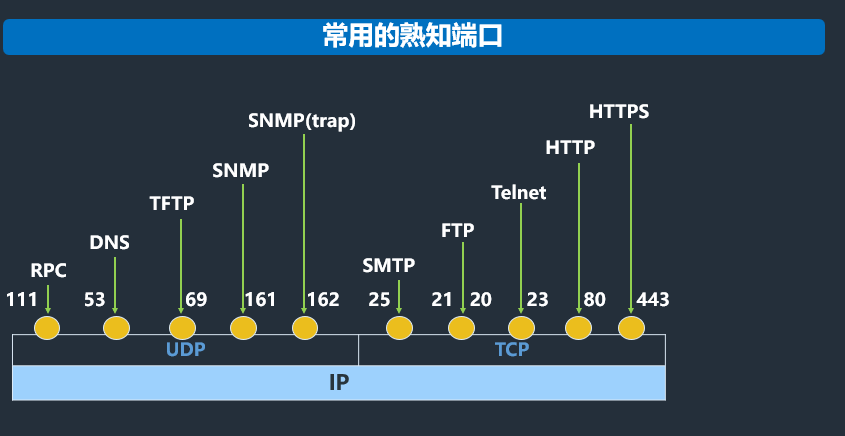 常用的熟知端口
HTTPS
SNMP(trap)
HTTP
SNMP
Telnet
TFTP
FTP
DNS
SMTP
RPC
111 53 69 161 162 25 21 20 23 80 443
UDP TCP
IP